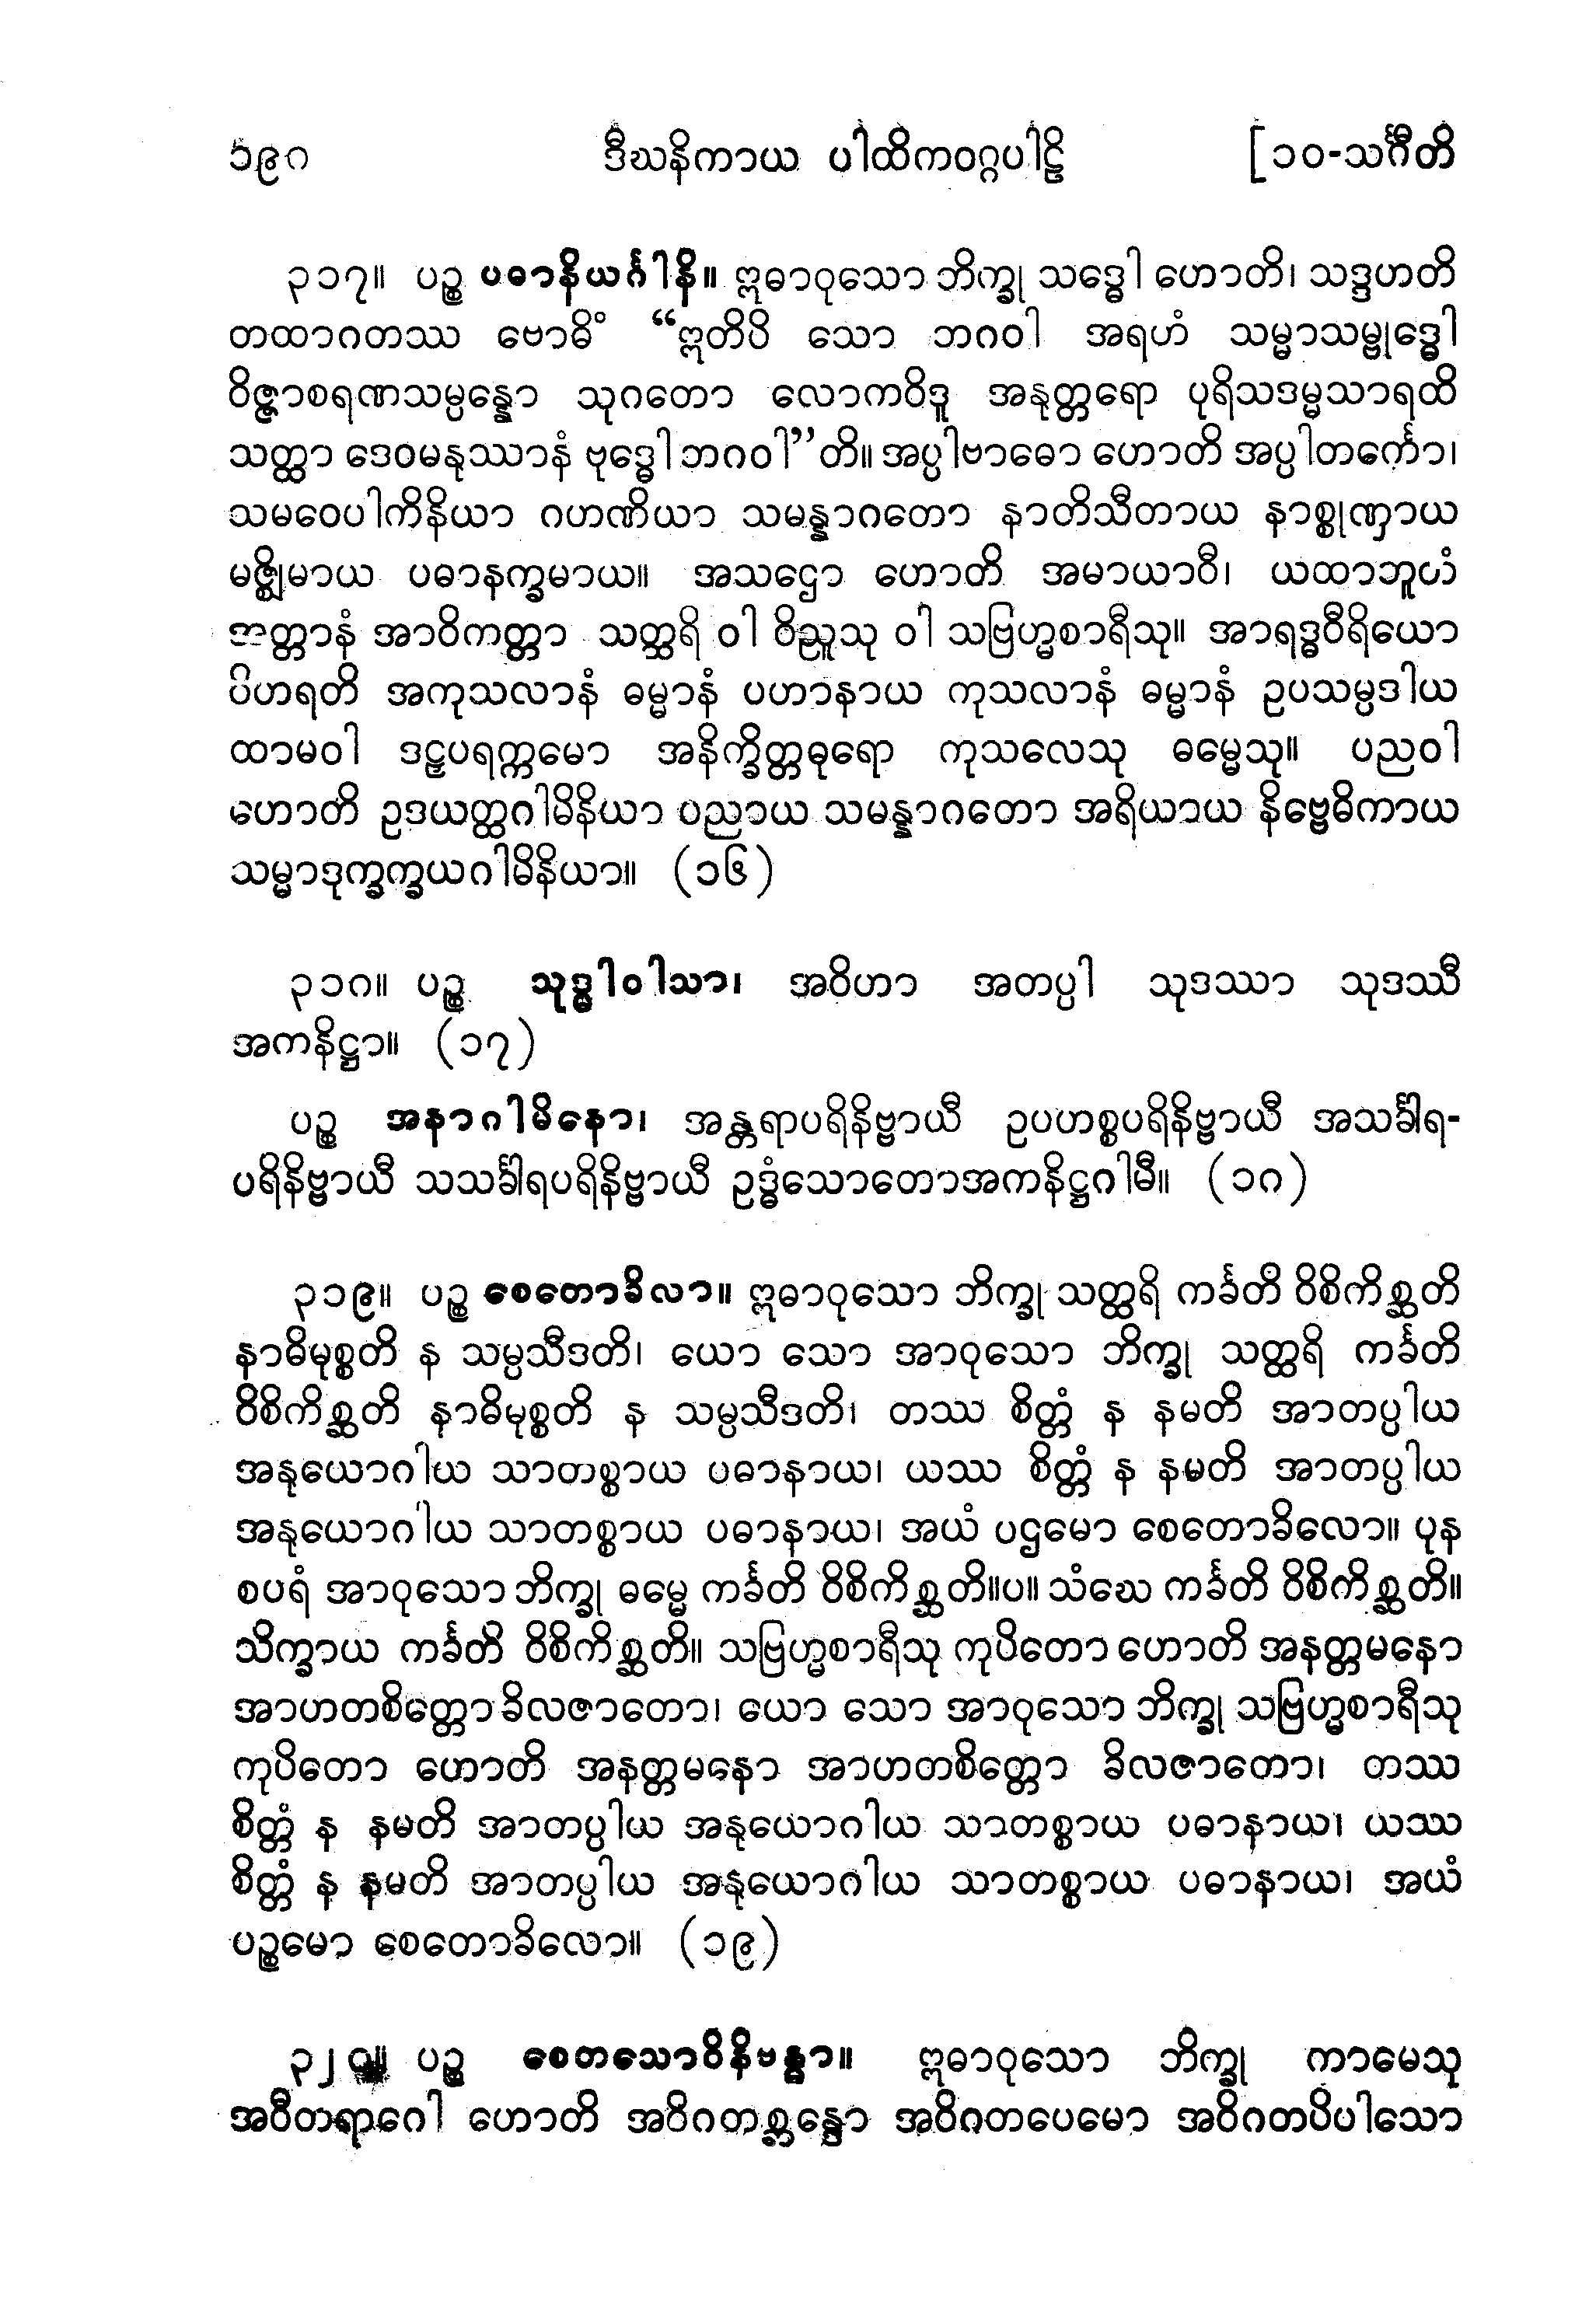 ၁၉၈ ဒီဃနိကာယ ပါထိကဝဂ္ဂပါဠိ [၁၀-သင်္ဂီတိ
၃၁၇။ ပဉ္စ ပဓာနိယင်္ဂါနိ။ ဣဓာဝုသော ဘိက္ခု သဒ္ဓေါ ဟောတိ၊ သဒ္ဒဟတိ
တထာဂတဿ ဗောဓိံ “ဣတိပိ သော ဘဂဝါ အရဟံ သမ္မာသမ္ဗုဒ္ဓေါ
ဝိဇ္ဇာစရဏသမ္ပန္နော သုဂတော လောကဝိဒူ အနုတ္တရော ပုရိသဒမ္မသာရထိ
သတ္ထာ ဒေဝမနုဿာနံ ဗုဒ္ဓေါ ဘဂဝါ”တိ။ အပ္ပါဗာဓော ဟောတိ အပ္ပါတင်္ကော၊
သမဝေပါကိနိယာ ဂဟဏိယာ သမန္နာဂတော နာတိသီတာယ နာစ္စုဏှာယ
မဇ္ဈိမာယ ပဓာနက္ခမာယ။ အသဌော ဟောတိ အမာယာဝီ၊ ယထာဘူတံ
အတ္တာနံ အာဝိကတ္တာ သတ္ထရိ ဝါ ဝိညူသု ဝါ သဗြဟ္မစာရီသု။ အာရဒ္ဓဝီရိယော
ဝိဟရတိ အကုသလာနံ ဓမ္မာနံ ပဟာနာယ ကုသလာနံ ဓမ္မာနံ ဥပသမ္ပဒါယ
ထာမဝါ ဒဠှပရက္ကမော အနိက္ခိတ္တဓုရော ကုသလေသု ဓမ္မေသု။ ပညဝါ
ဟောတိ ဥဒယတ္ထဂါမိနိယာ ပညာယ သမန္နာဂတော အရိယာယ နိဗ္ဗေဓိကာယ
သမ္မာဒုက္ခက္ခယဂါမိနိယာ။ (၁၆)
၃၁၈။ ပဉ္စ သုဒ္ဓါဝါသာ၊ အဝိဟာ အတပ္ပါ သုဒဿာ သုဒဿီ
အကနိဋ္ဌာ။ (၁၇)
ပဉ္စ အနာဂါမိနော၊ အန္တရာပရိနိဗ္ဗာယီ ဥပဟစ္စပရိနိဗ္ဗာယီ အသင်္ခါရ-
ပရိနိဗ္ဗာယီ သသင်္ခါရပရိနိဗ္ဗာယီ ဥဒ္ဓံသောတောအကနိဋ္ဌဂါမီ။ (၁၈)
၃၁၉။ ပဉ္စ စေတောခိလာ။ ဣဓာဝုသော ဘိက္ခု သတ္ထရိ ကင်္ခတိ ဝိစိကိစ္ဆတိ
နာဓိမုစ္စတိ န သမ္ပသီဒတိ၊ ယော သော အာဝုသော ဘိက္ခု သတ္ထရိ ကင်္ခတိ
ဝိစိကိစ္ဆတိ နာဓိမုစ္စတိ န သမ္ပသီဒတိ၊ တဿ စိတ္တံ န နမတိ အာတပ္ပါယ
အနုယောဂါယ သာတစ္စာယ ပဓာနာယ၊ ယဿ စိတ္တံ န နမတိ အာတပ္ပါယ
အနုယောဂါယ သာတစ္စာယ ပဓာနာယ၊ အယံ ပဌမော စေတောခိလော။ ပုန
စပရံ အာဝုသော ဘိက္ခု ဓမ္မေ ကင်္ခတိ ဝိစိကိစ္ဆတိ။ပ။ သံဃေ ကင်္ခတိ ဝိစိကိစ္ဆတိ။
သိက္ခာယ ကင်္ခတိ ဝိစိကိစ္ဆတိ။ သဗြဟ္မစာရီသု ကုပိတော ဟောတိ အနတ္တမနော
အာဟတစိတ္တော ခိလဇာတော၊ ယော သော အာဝုသော ဘိက္ခု သဗြဟ္မစာရီသု
ကုပိတော ဟောတိ အနတ္တမနော အာဟတစိတ္တော ခိလဇာတော၊ တဿ
စိတ္တံ န နမတိ အာတပ္ပါယ အနုယောဂါယ သာတစ္စာယ ပဓာနာယ၊ ယဿ
စိတ္တံ န နမတိ အာတပ္ပါယ အနုယောဂါယ သာတစ္စာယ ပဓာနာယ၊ အယံ
ပဉ္စမော စေတောခိလော။ (၁၉)
၃၂၀။ ပဉ္စ စေတသောဝိနိဗန္ဓာ။ ဣဓာဝုသော ဘိက္ခု ကာမေသု
အဝီတရာဂေါ ဟောတိ အဝိဂတစ္ဆန္ဒော အဝိဂတပေမော အဝိဂတပိပါသော